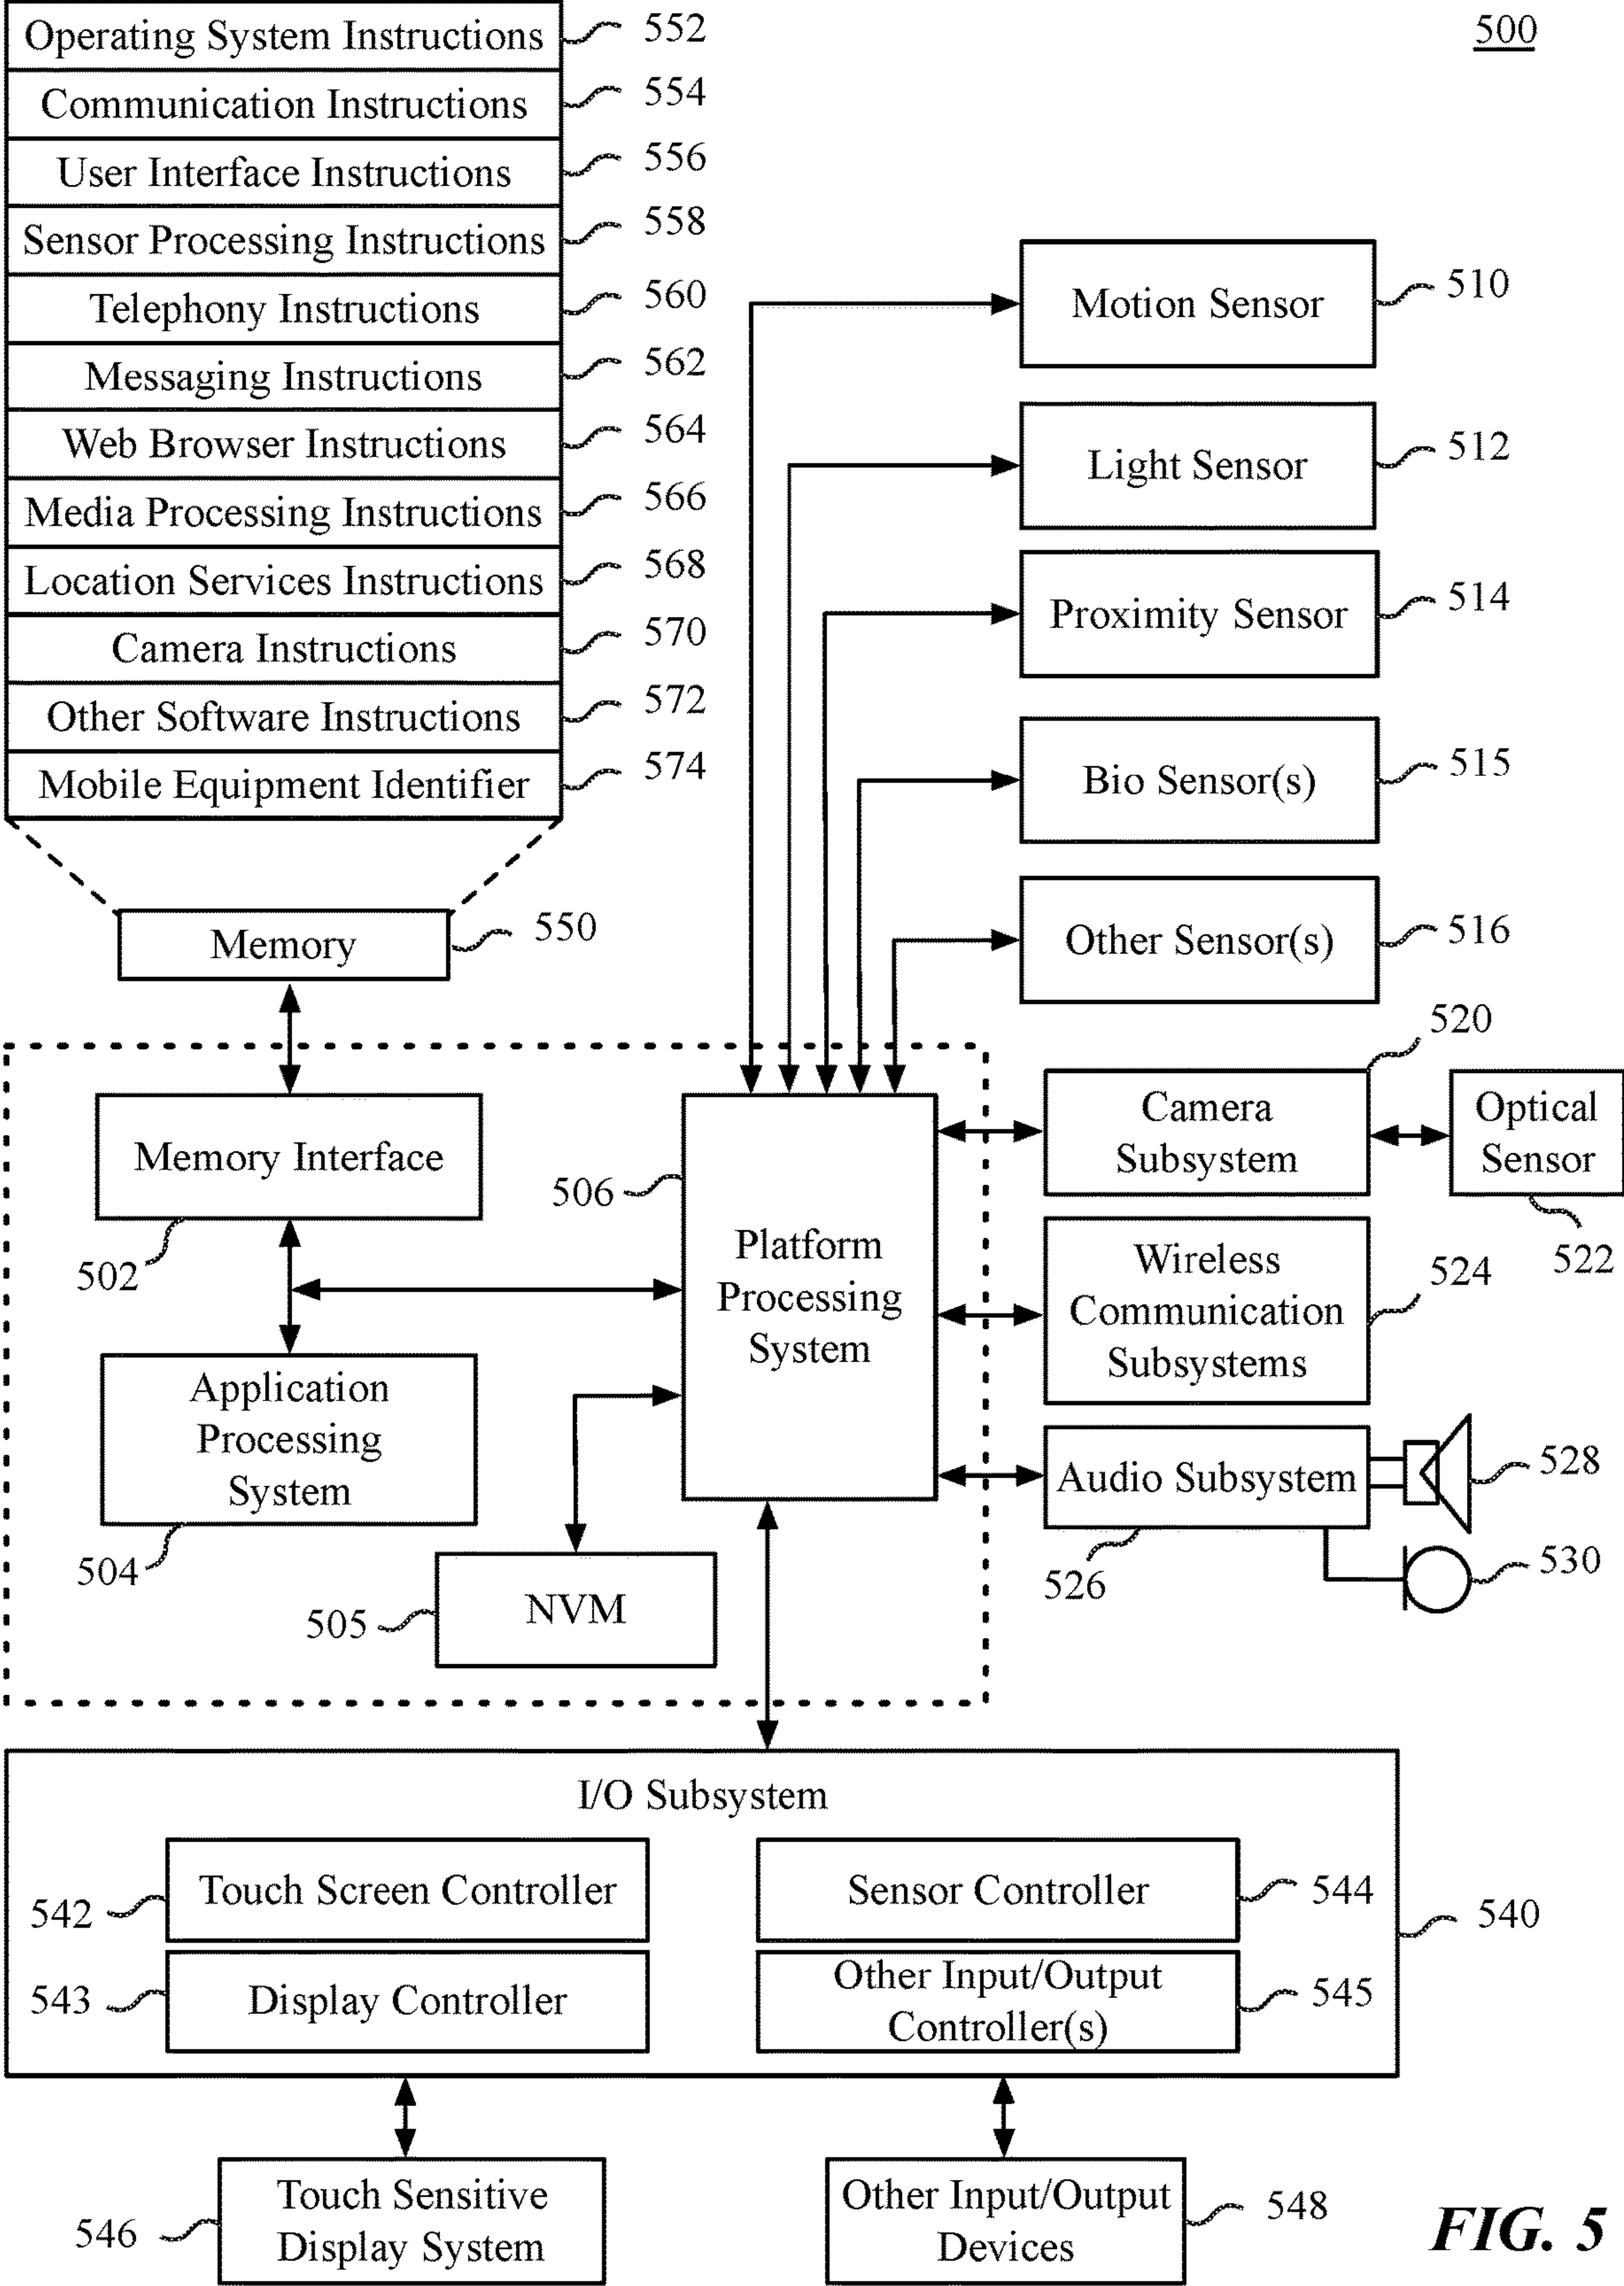 500
Operating System Instructions 552
Communication Instructions 554
User Interface Instructions 556
Sensor Processing Instructions 558
Telephony Instructions 560
Messaging Instructions 562
Web Browser Instructions 564
Media Processing Instructions 566
Location Services Instructions 568
Camera Instructions 570
Other Software Instructions 572
Mobile Equipment Identifier 574
Memory 550
Motion Sensor 510
Light Sensor 512
Proximity Sensor 514
Bio Sensor(s) 515
Other Sensor(s) 516
Memory Interface
502
Application
Processing
System
504
506
Platform
Processing
System
505 NVM
520
Camera
Subsystem
Optical
Sensor
522
Wireless
Communication
Subsystems
524
Audio Subsystem
526
528
530
I/O Subsystem
540
542 Touch Screen Controller
543 Display Controller
Sensor Controller 544
Other Input/Output
Controller(s)
545
546
Touch Sensitive
Display System
Other Input/Output
Devices
548
FIG. 5